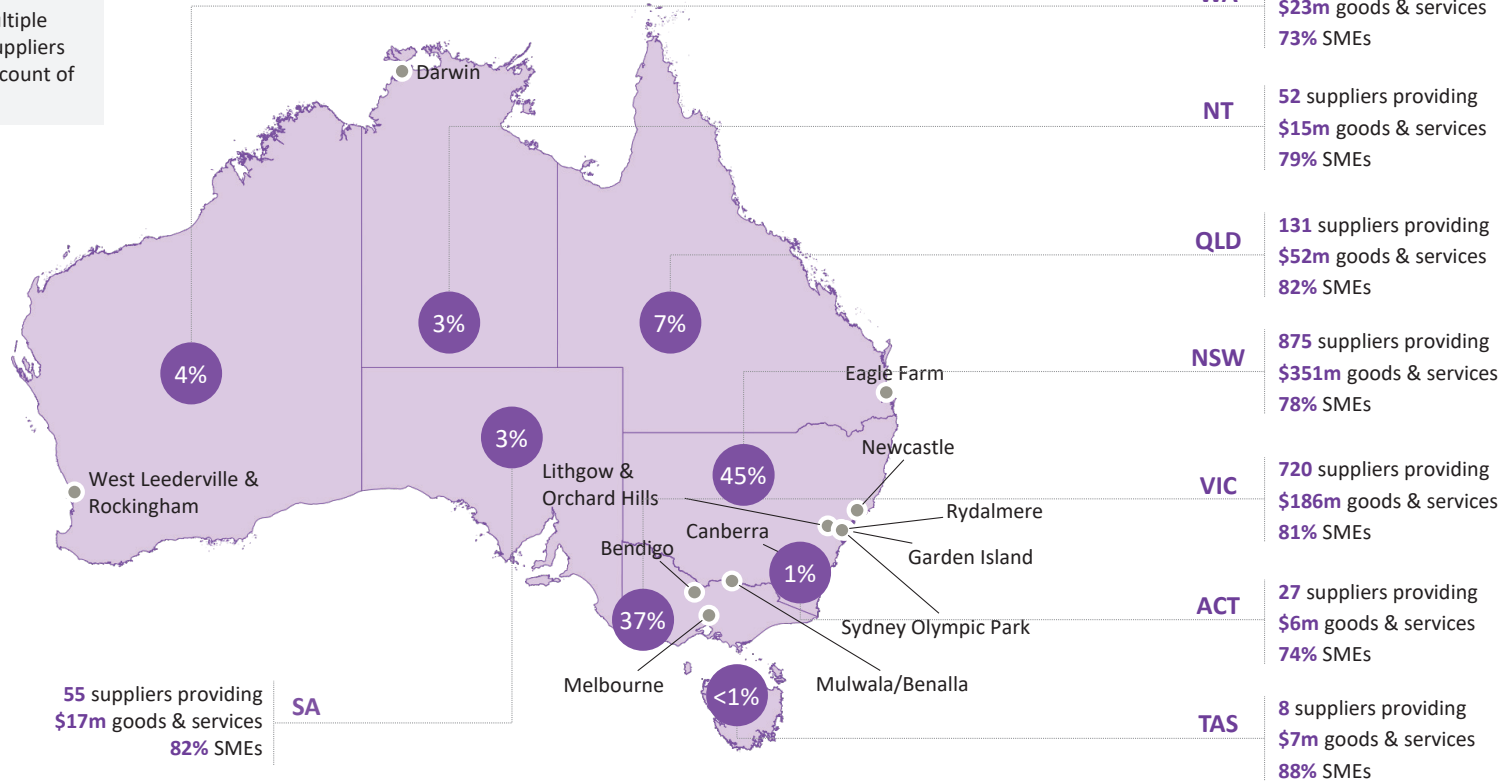 ltiple
uppliers
count of
WA
$23m goods & services
73% SMEs
Darwin
NT
52 suppliers providing
$15m goods & services
79% SMEs
QLD
131 suppliers providing
$52m goods & services
82% SMEs
3%
7%
4%
NSW
875 suppliers providing
$351m goods & services
78% SMEs
Eagle Farm
3%
Newcastle
Lithgow &
Orchard Hills
45%
West Leederville &
Rockingham
VIC
720 suppliers providing
$186m goods & services
81% SMEs
Rydalmere
Canberra
Bendigo
Garden Island
1%
37%
ACT
27 suppliers providing
$6m goods & services
74% SMEs
Sydney Olympic Park
Melbourne
Mulwala/Benalla
<1%
55 suppliers providing
$17m goods & services
82% SMEs
SA
TAS
8 suppliers providing
$7m goods & services
88% SMEs